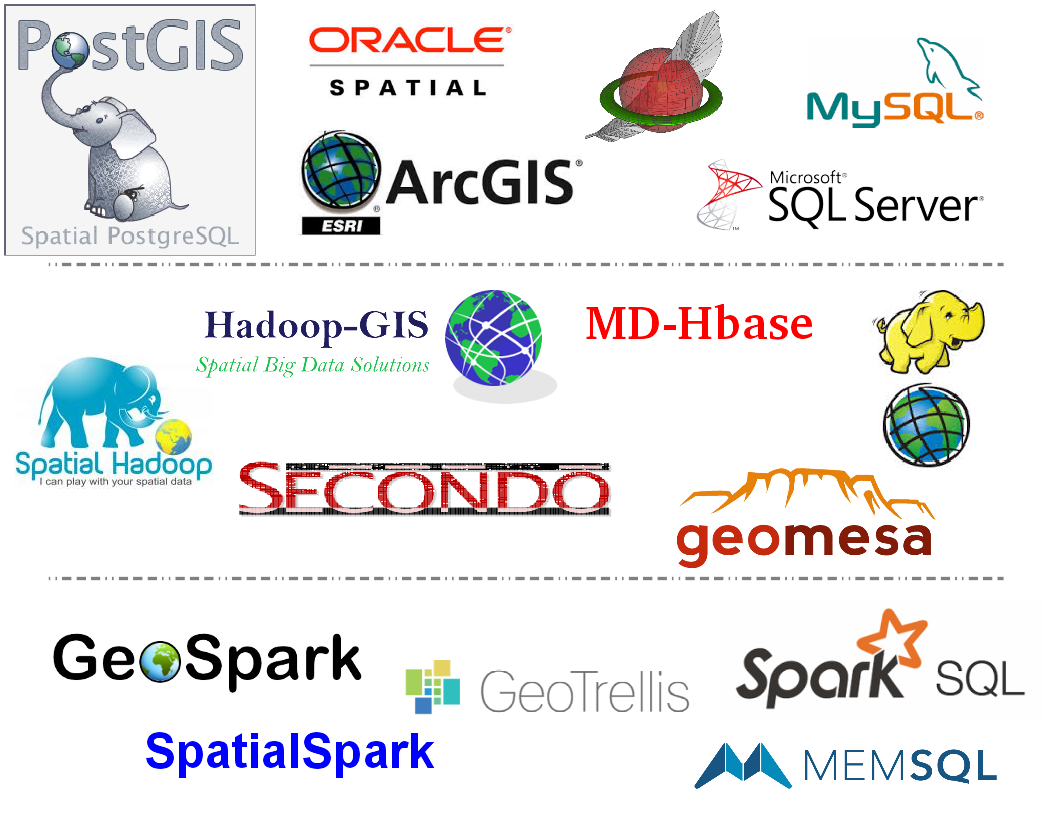 PostGIS
Spatial PostgreSQL
ORACLE®
SPATIAL
MySQL®
ArcGIS®
®
ESRI
Microsoft®
SQL Server®
TM
Hadoop-GIS
Spatial Big Data Solutions
MD-Hbase
Spatial Hadoop
I can play with your spatial data
SECONDO
geomesa
GeoSpark
GeoTrellis
Spark SQL
SpatialSpark
MEMSQL